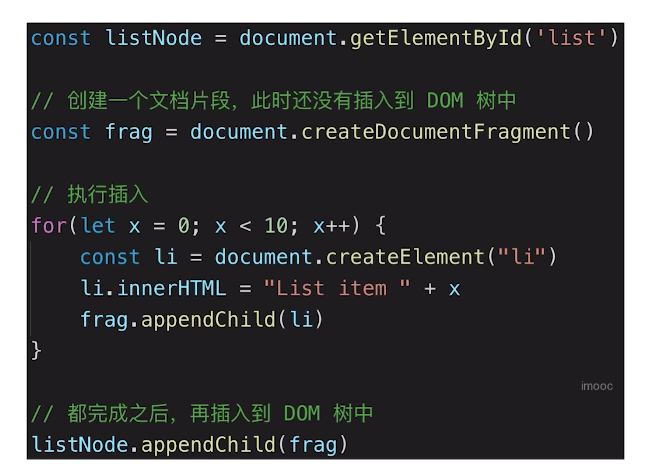 const listNode = document.getElementById('list')
// 创建一个文档片段，此时还没有插入到 DOM 树中
const frag = document.createDocumentFragment()
// 执行插入
for(let x = 0; x < 10; x++) {
const li = document.createElement("li")
li.innerHTML = "List item " + x
frag.appendChild(li)
}
imooc
// 都完成之后，再插入到 DOM 树中
listNode.appendChild(frag)